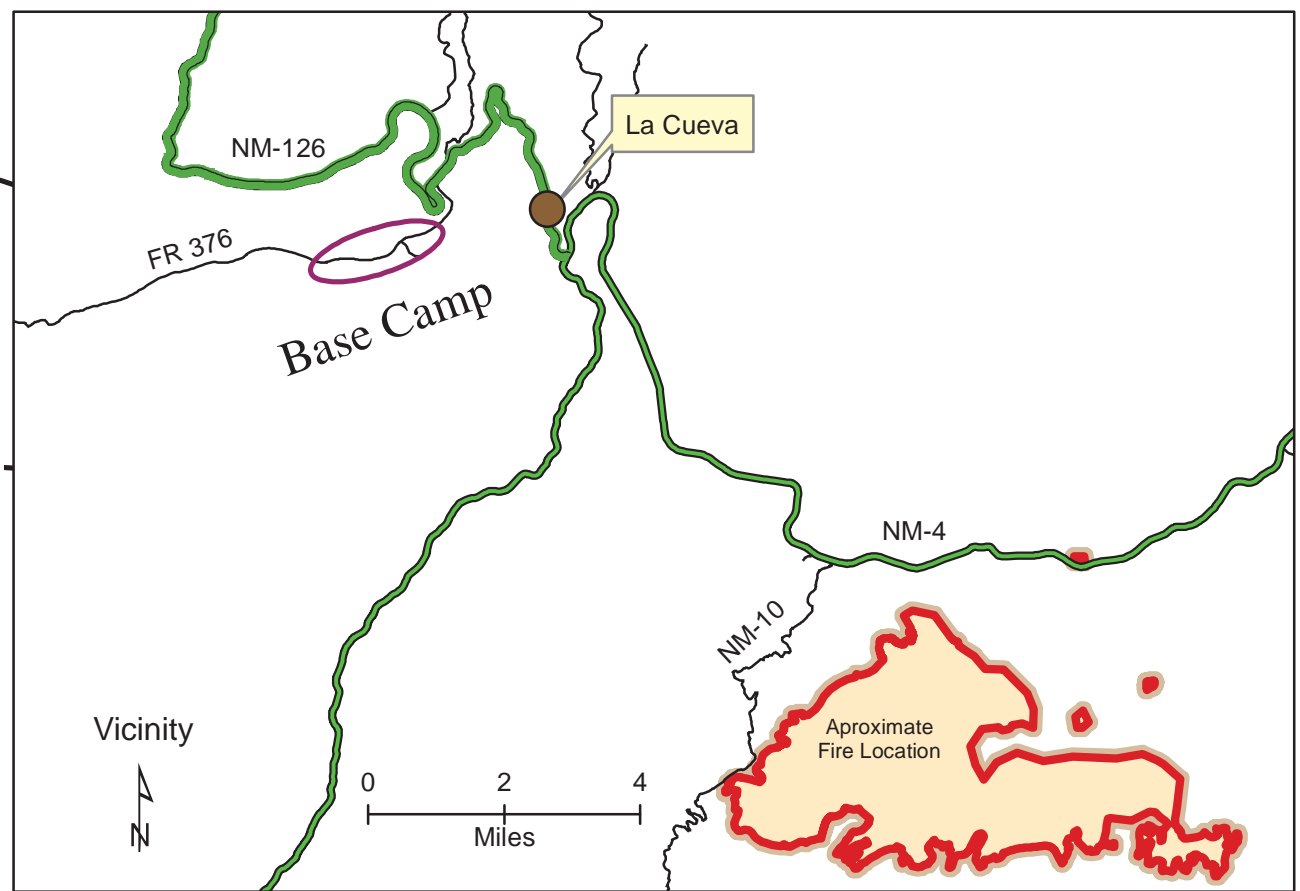 La Cueva
NM-126
FR 376
Base Camp
NM-4
NM-10
Aproximate
Fire Location
Vicinity
N
0 2 4
Miles